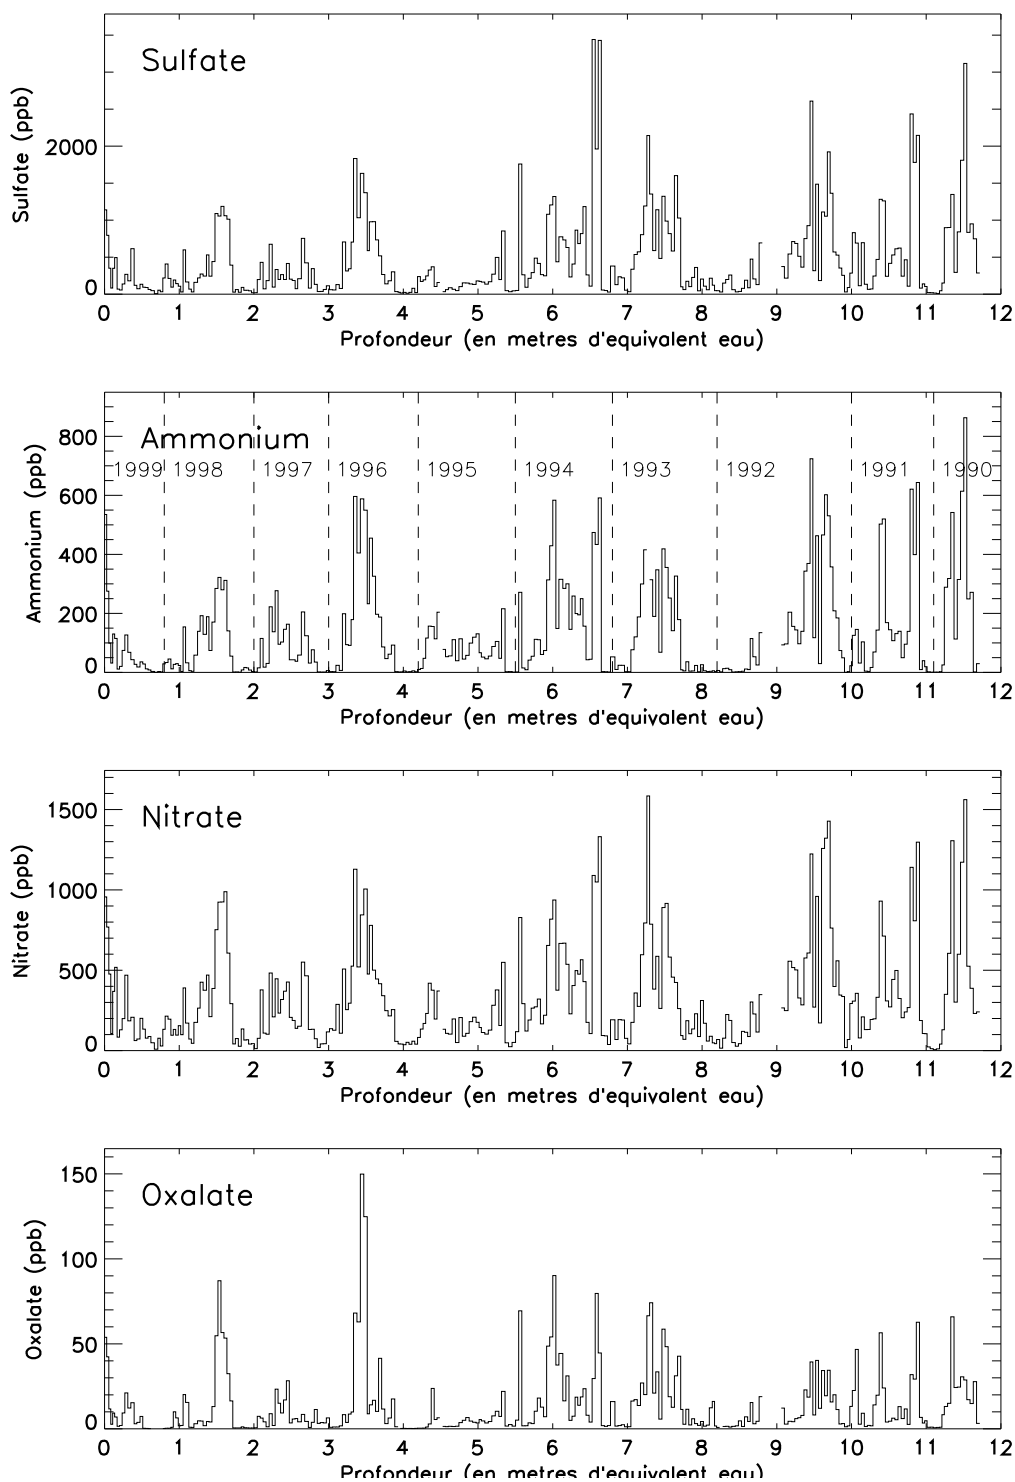 Sulfate
Sulfate (ppb)
2000
0
0 1 2 3 4 5 6 7 8 9 10 11 12
Profondeur (en metres d'equivalent eau)
Ammonium
Ammonium (ppb)
800
1999 1998 1997 1996 1995 1994 1993 1992 1991 1990
600
400
200
0
0 1 2 3 4 5 6 7 8 9 10 11 12
Profondeur (en metres d'equivalent eau)
Nitrate
Nitrate (ppb)
1500
1000
500
0
0 1 2 3 4 5 6 7 8 9 10 11 12
Profondeur (en metres d'equivalent eau)
Oxalate
Oxalate (ppb)
150
100
50
0
0 1 2 3 4 5 6 7 8 9 10 11 12
Profondeur (en metres d'equivalent eau)